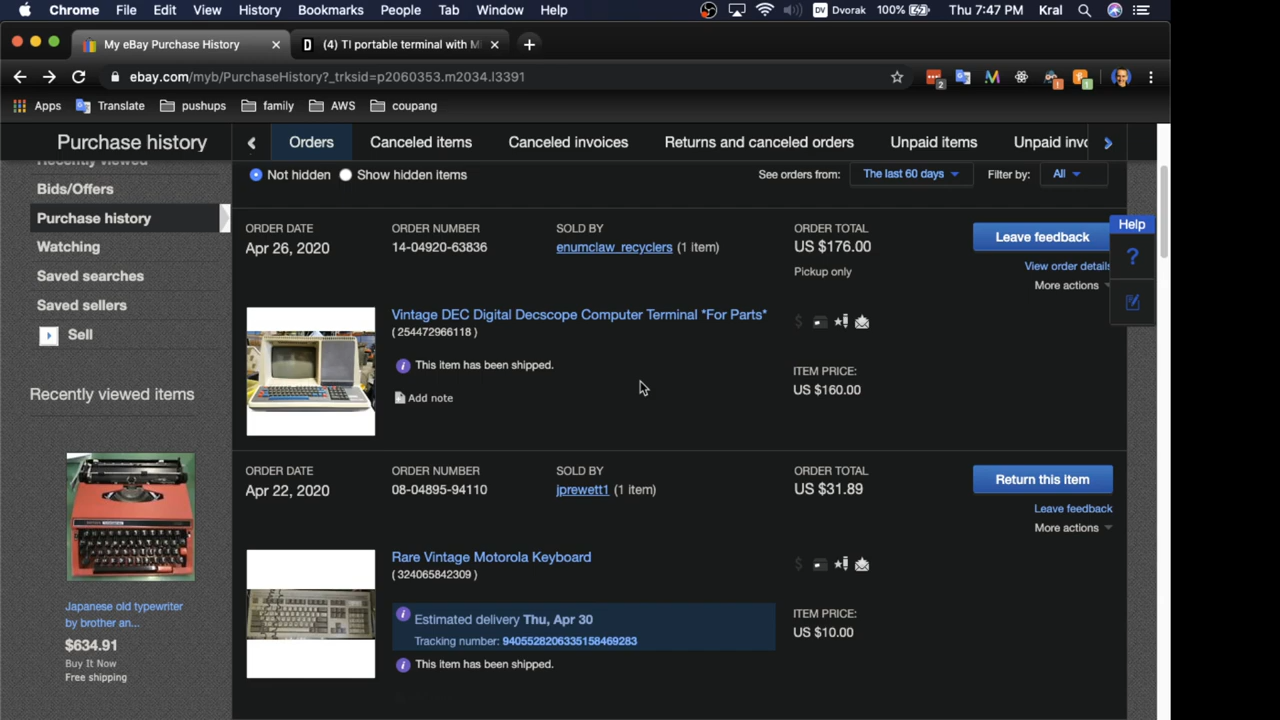 Chrome File Edit View History Bookmarks People Tab Window Help DV Dvorak 100% Thu 7:47 PM Kral
My eBay Purchase History × D (4) TI portable terminal with Mi × +
ebay.com/myb/PurchaseHistory?_trksid=p2060353.m2034.l3391 2 1 1
Apps Translate pushups family AWS coupang
Purchase history Orders Canceled items Canceled invoices Returns and canceled orders Unpaid items Unpaid invo
Recently viewed
Not hidden Show hidden items See orders from: The last 60 days Filter by: All
Bids/Offers
Purchase history
Watching
Saved searches
Saved sellers
Sell
Help
?
ORDER DATE ORDER NUMBER SOLD BY ORDER TOTAL Leave feedback
Apr 26, 2020 14-04920-63836 enumclaw_recyclers (1 item) US $176.00
Pickup only View order details
More actions
Vintage DEC Digital Decscope Computer Terminal *For Parts*
( 254472966118 ) $
This item has been shipped. ITEM PRICE:
US $160.00
Add note
Recently viewed items
Japanese old typewriter
by brother an...
$634.91
Buy It Now
Free shipping
ORDER DATE ORDER NUMBER SOLD BY ORDER TOTAL Return this item
Apr 22, 2020 08-04895-94110 jprewett1 (1 item) US $31.89
Leave feedback
More actions
Rare Vintage Motorola Keyboard
( 324065842309 ) $
Estimated delivery Thu, Apr 30 ITEM PRICE:
Tracking number: 9405528206335158469283 US $10.00
This item has been shipped.